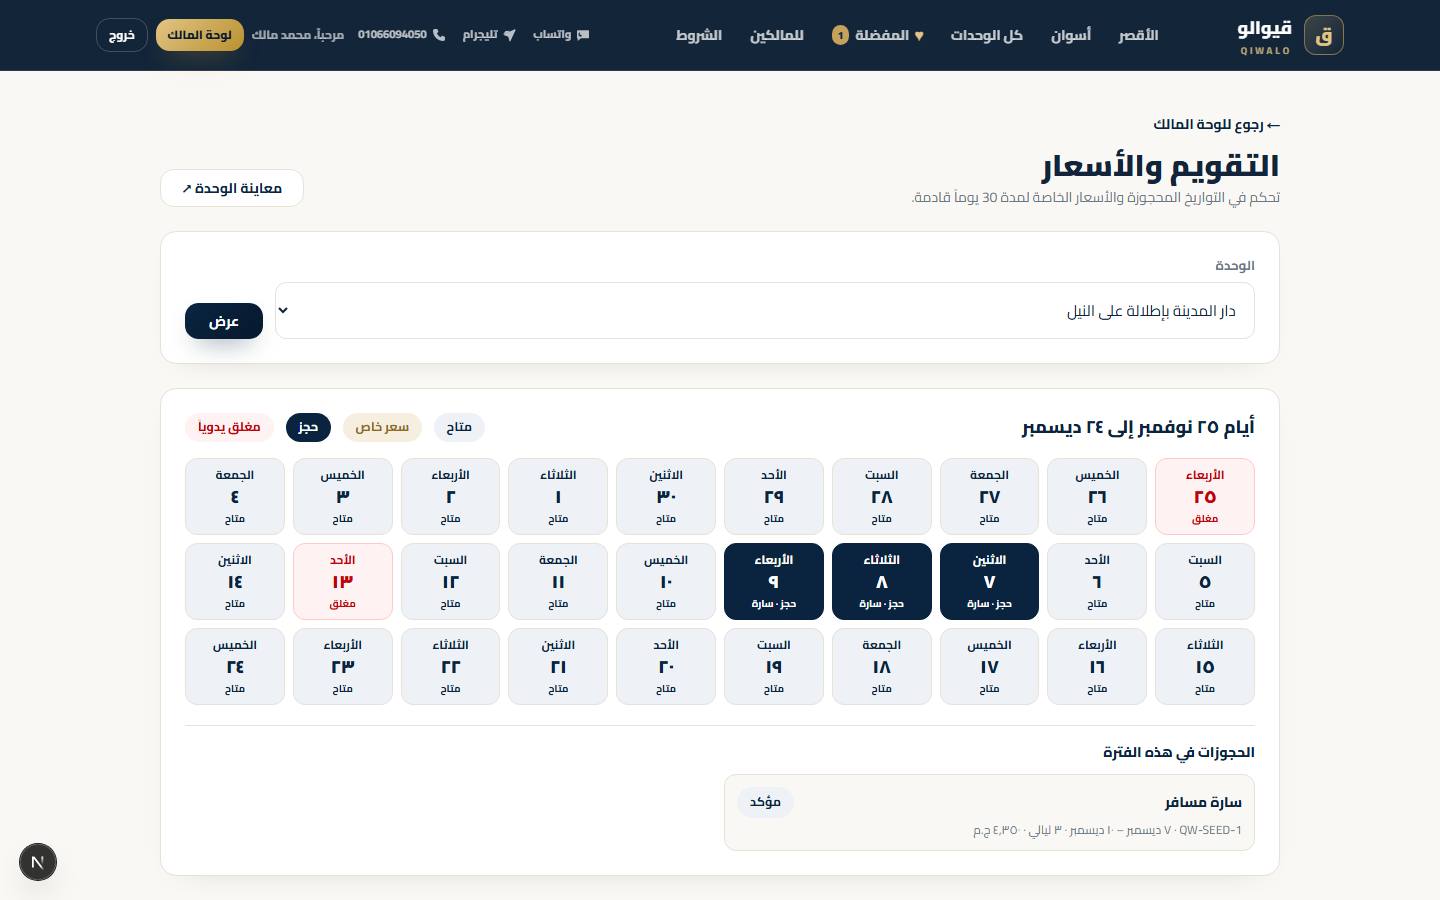 ق
قيوالو
QIWALO
الأقصر
أسوان
كل الوحدات
♥ المفضلة 1
للمالكين
الشروط
واتساب
تليجرام
01066094050
مرحباً، محمد مالك
لوحة المالك
خروج
← رجوع للوحة المالك
التقويم والأسعار
تحكم في التواريخ المحجوزة والأسعار الخاصة لمدة 30 يوماً قادمة.
معاينة الوحدة ↗
الوحدة
دار المدينة بإطلالة على النيل
عرض
أيام ٢٥ نوفمبر إلى ٢٤ ديسمبر
متاح
سعر خاص
حجز
مغلق يدوياً
الأربعاء
٢٥
مغلق
الخميس
٢٦
متاح
الجمعة
٢٧
متاح
السبت
٢٨
متاح
الأحد
٢٩
متاح
الاثنين
٣٠
متاح
الثلاثاء
١
متاح
الأربعاء
٢
متاح
الخميس
٣
متاح
الجمعة
٤
متاح
السبت
٥
متاح
الأحد
٦
متاح
الاثنين
٧
حجز · سارة
الثلاثاء
٨
حجز · سارة
الأربعاء
٩
حجز · سارة
الخميس
١٠
متاح
الجمعة
١١
متاح
السبت
١٢
متاح
الأحد
١٣
مغلق
الاثنين
١٤
متاح
الثلاثاء
١٥
متاح
الأربعاء
١٦
متاح
الخميس
١٧
متاح
الجمعة
١٨
متاح
السبت
١٩
متاح
الأحد
٢٠
متاح
الاثنين
٢١
متاح
الثلاثاء
٢٢
متاح
الأربعاء
٢٣
متاح
الخميس
٢٤
متاح
الحجوزات في هذه الفترة
سارة مسافر
مؤكد
QW-SEED-1 · ٧ ديسمبر – ١٠ ديسمبر · ٣ ليالي · ٤,٣٥٠ ج.م
N